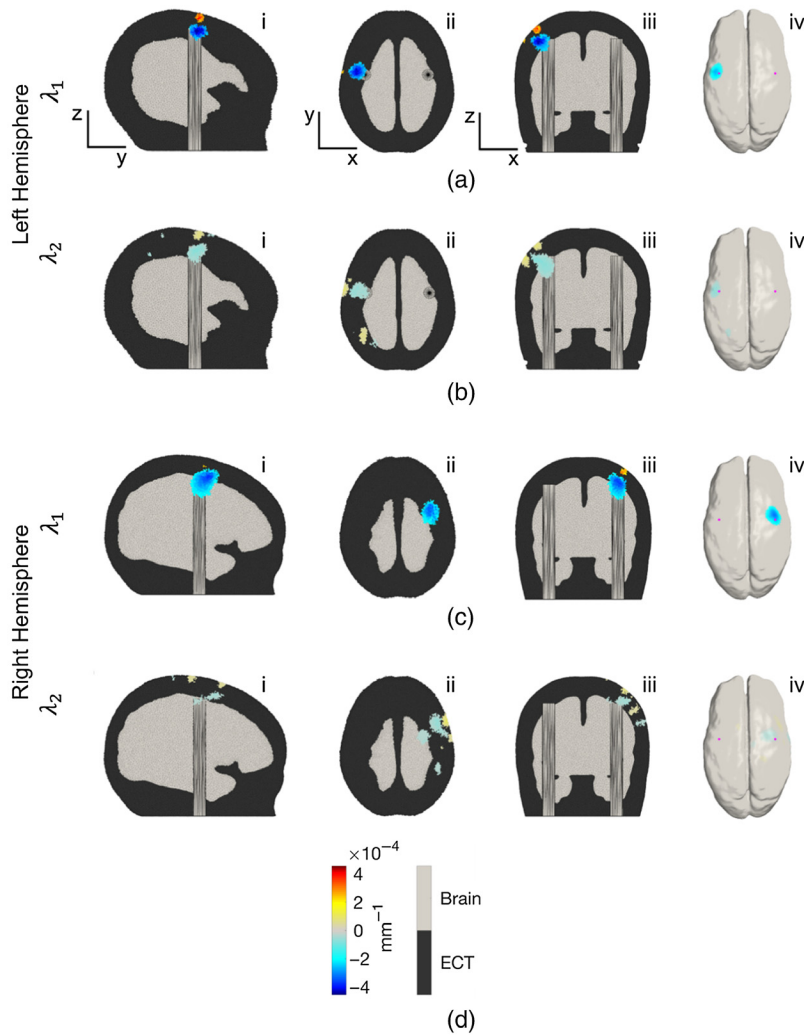 i ii iii iv
λ1
z
y
y
x
z
x
(a)
Left Hemisphere
i ii iii iv
λ2
(b)
i ii iii iv
λ1
(c)
Right Hemisphere
i ii iii iv
λ2
×10−4
4
2
0
−2
−4
mm−1
Brain
ECT
(d)